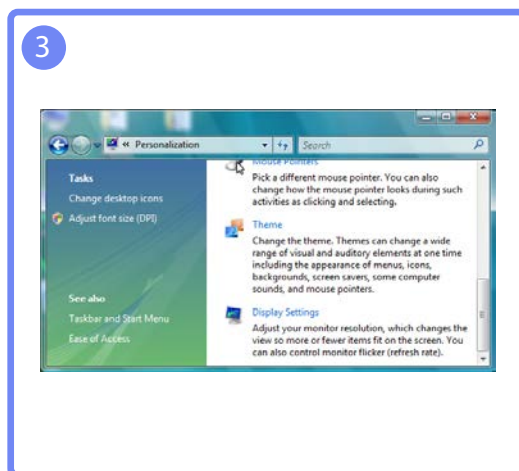 3
« Personalization
Search
Tasks
Change desktop icons
Adjust font size (DPI)
See also
Taskbar and Start Menu
Ease of Access
Mouse Pointers
Pick a different mouse pointer. You can also
change how the mouse pointer looks during such
activities as clicking and selecting.
Theme
Change the theme. Themes can change a wide
range of visual and auditory elements at one time
including the appearance of menus, icons,
backgrounds, screen savers, some computer
sounds, and mouse pointers.
Display Settings
Adjust your monitor resolution, which changes the
view so more or fewer items fit on the screen. You
can also control monitor flicker (refresh rate).